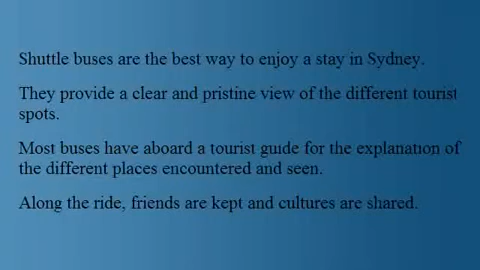 Shuttle buses are the best way to enjoy a stay in Sydney.
They provide a clear and pristine view of the different tourist
spots.
Most buses have aboard a tourist guide for the explanation of
the different places encountered and seen.
Along the ride, friends are kept and cultures are shared.